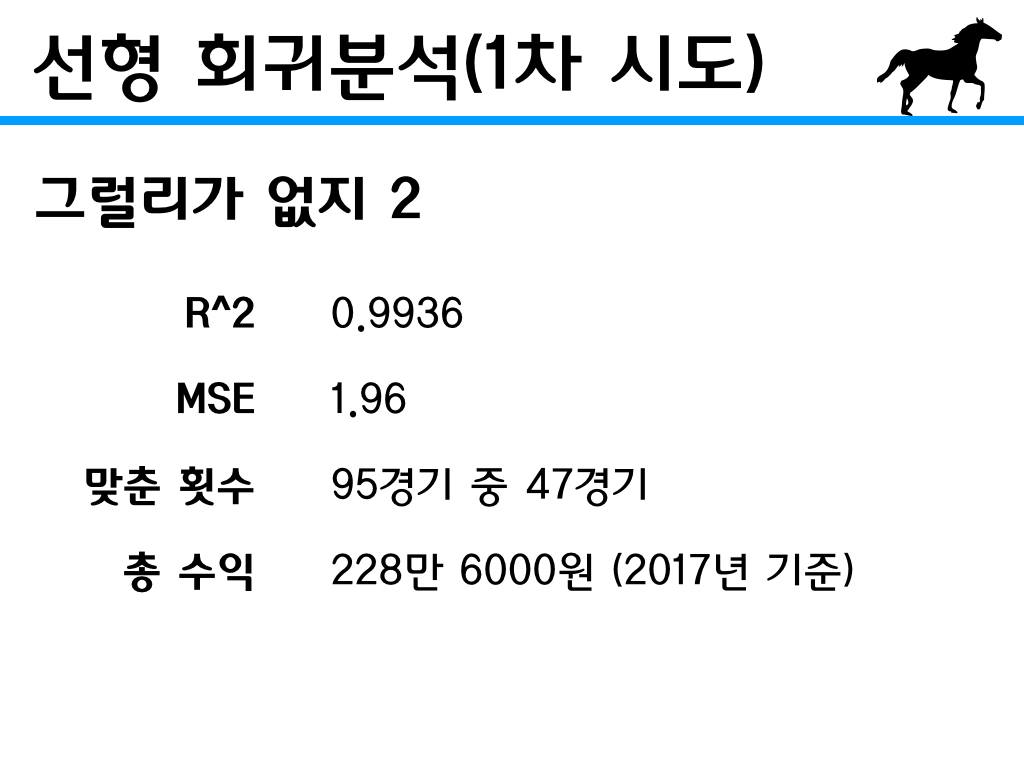 선형 회귀분석(1차 시도)
그럴리가 없지 2
R^2 0.9936
MSE 1.96
맞춘 횟수 95경기 중 47경기
총 수익 228만 6000원 (2017년 기준)